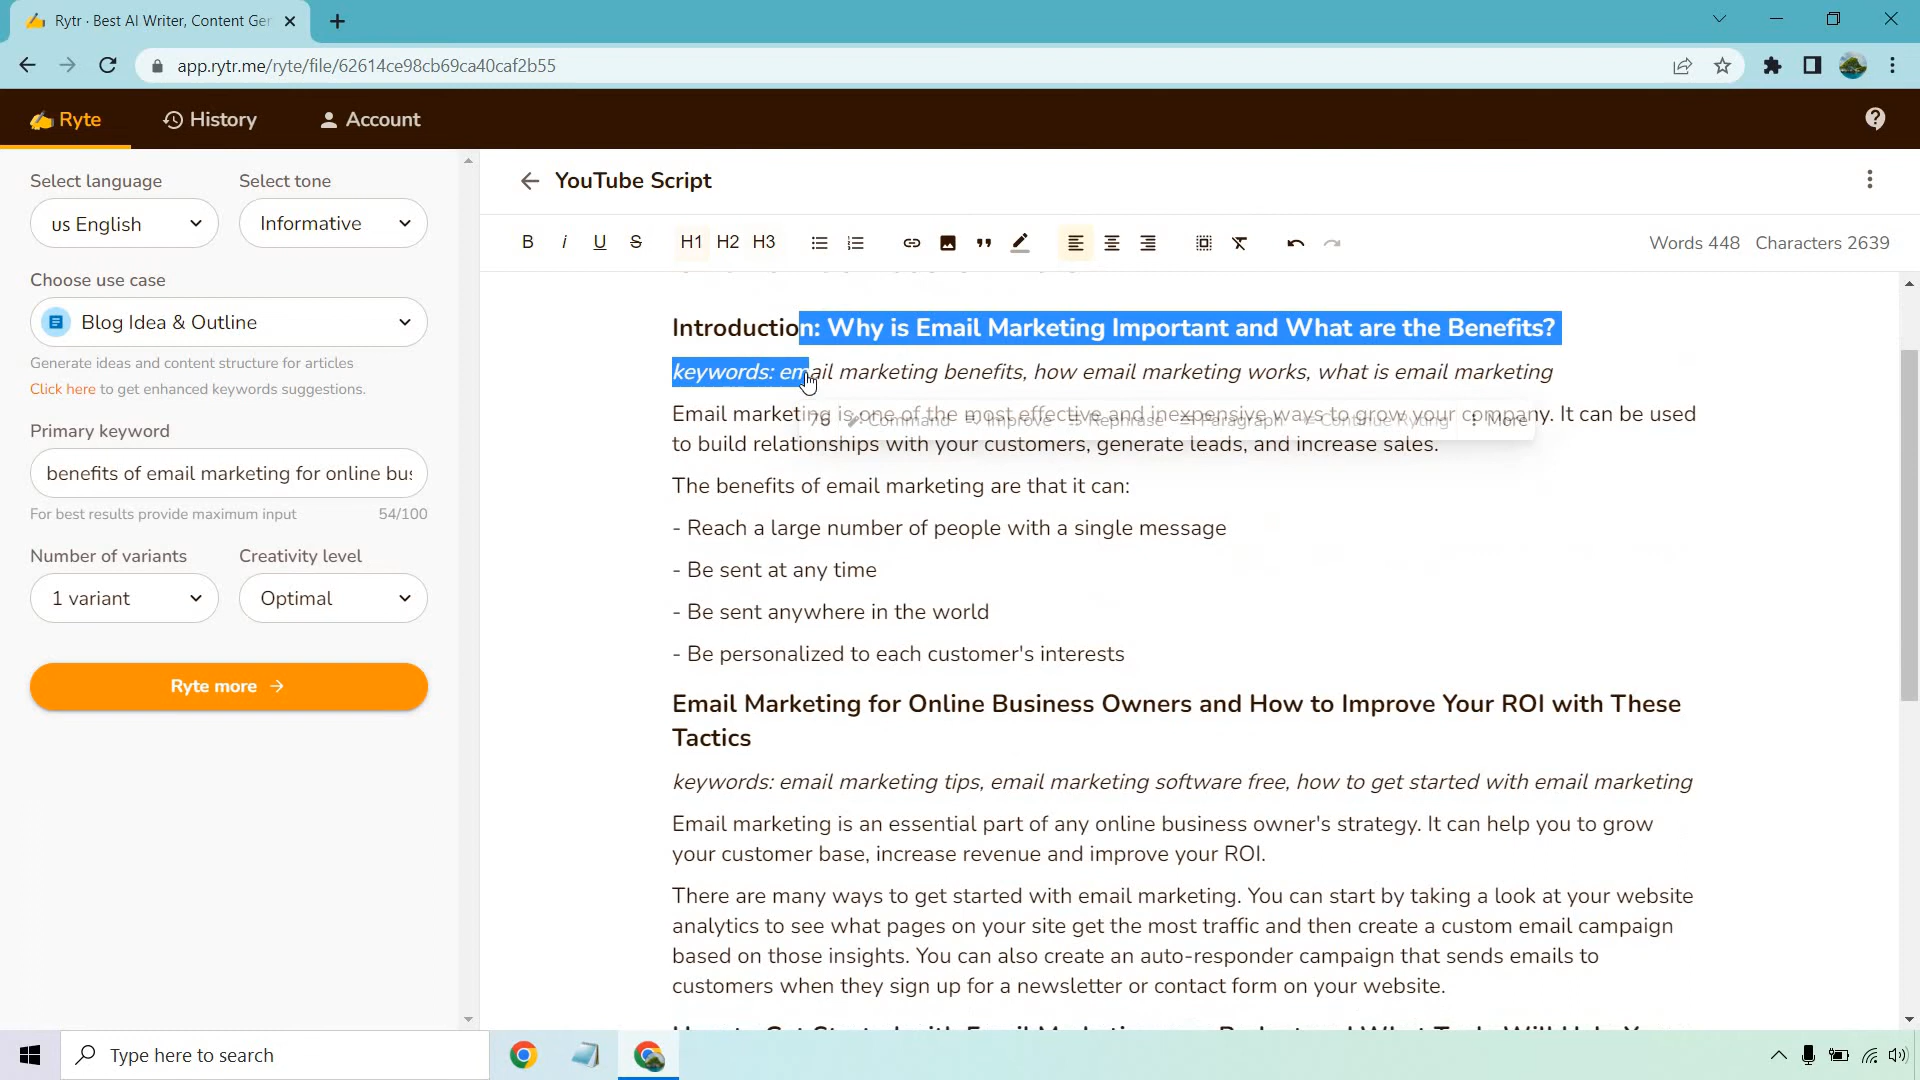 Rytr · Best AI Writer, Content Ger
app.rytr.me/ryte/file/62614ce98cb69ca40caf2b55
Ryte
History
Account
Select language
Select tone
us English
Informative
Choose use case
Blog Idea & Outline
Generate ideas and content structure for articles
Click here to get enhanced keywords suggestions.
Primary keyword
benefits of email marketing for online bus
For best results provide maximum input
54/100
Number of variants
Creativity level
1 variant
Optimal
Ryte more
YouTube Script
B i U S H1 H2 H3
Words 448 Characters 2639
Introduction: Why is Email Marketing Important and What are the Benefits?
keywords: email marketing benefits, how email marketing works, what is email marketing
Email marketing is one of the most effective and inexpensive ways to grow your company. It can be used
76 Command Improve Rephrase Paragraph Continue Ryting More
to build relationships with your customers, generate leads, and increase sales.
The benefits of email marketing are that it can:
- Reach a large number of people with a single message
- Be sent at any time
- Be sent anywhere in the world
- Be personalized to each customer's interests
Email Marketing for Online Business Owners and How to Improve Your ROI with These
Tactics
keywords: email marketing tips, email marketing software free, how to get started with email marketing
Email marketing is an essential part of any online business owner's strategy. It can help you to grow
your customer base, increase revenue and improve your ROI.
There are many ways to get started with email marketing. You can start by taking a look at your website
analytics to see what pages on your site get the most traffic and then create a custom email campaign
based on those insights. You can also create an auto-responder campaign that sends emails to
customers when they sign up for a newsletter or contact form on your website.
Type here to search